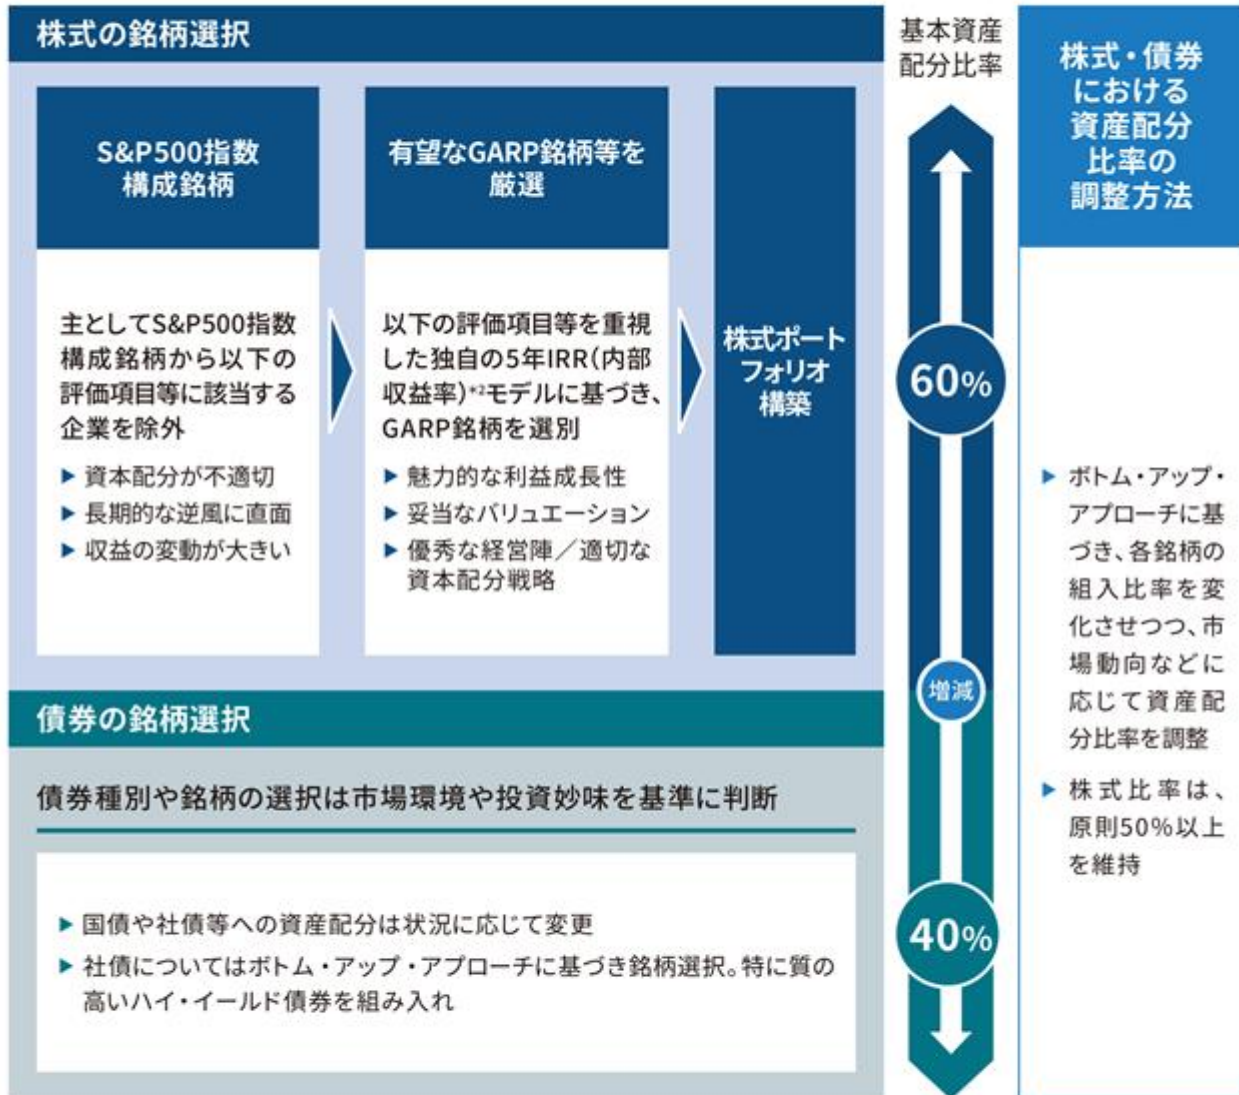 株式の銘柄選択
S&P500指数
構成銘柄
主としてS&P500指数
構成銘柄から以下の
評価項目等に該当する
企業を除外
▶ 資本配分が不適切
▶ 長期的な逆風に直面
▶ 収益の変動が大きい
有望なGARP銘柄等を
厳選
以下の評価項目等を重視
した独自の5年IRR(内部
収益率)*2モデルに基づき、
GARP銘柄を選別
▶ 魅力的な利益成長性
▶ 妥当なバリュエーション
▶ 優秀な経営陣／適切な
資本配分戦略
株式ポート
フォリオ
構築
債券の銘柄選択
債券種別や銘柄の選択は市場環境や投資妙味を基準に判断
▶ 国債や社債等への資産配分は状況に応じて変更
▶ 社債についてはボトム・アップ・アプローチに基づき銘柄選択。特に質の
高いハイ・イールド債券を組み入れ
基本資産
配分比率
60%
増減
40%
株式・債券
における
資産配分
比率の
調整方法
▶ ボトム・アップ・
アプローチに基
づき、各銘柄の
組入比率を変
化させつつ、市
場動向などに
応じて資産配
分比率を調整
▶ 株式比率は、
原則50%以上
を維持